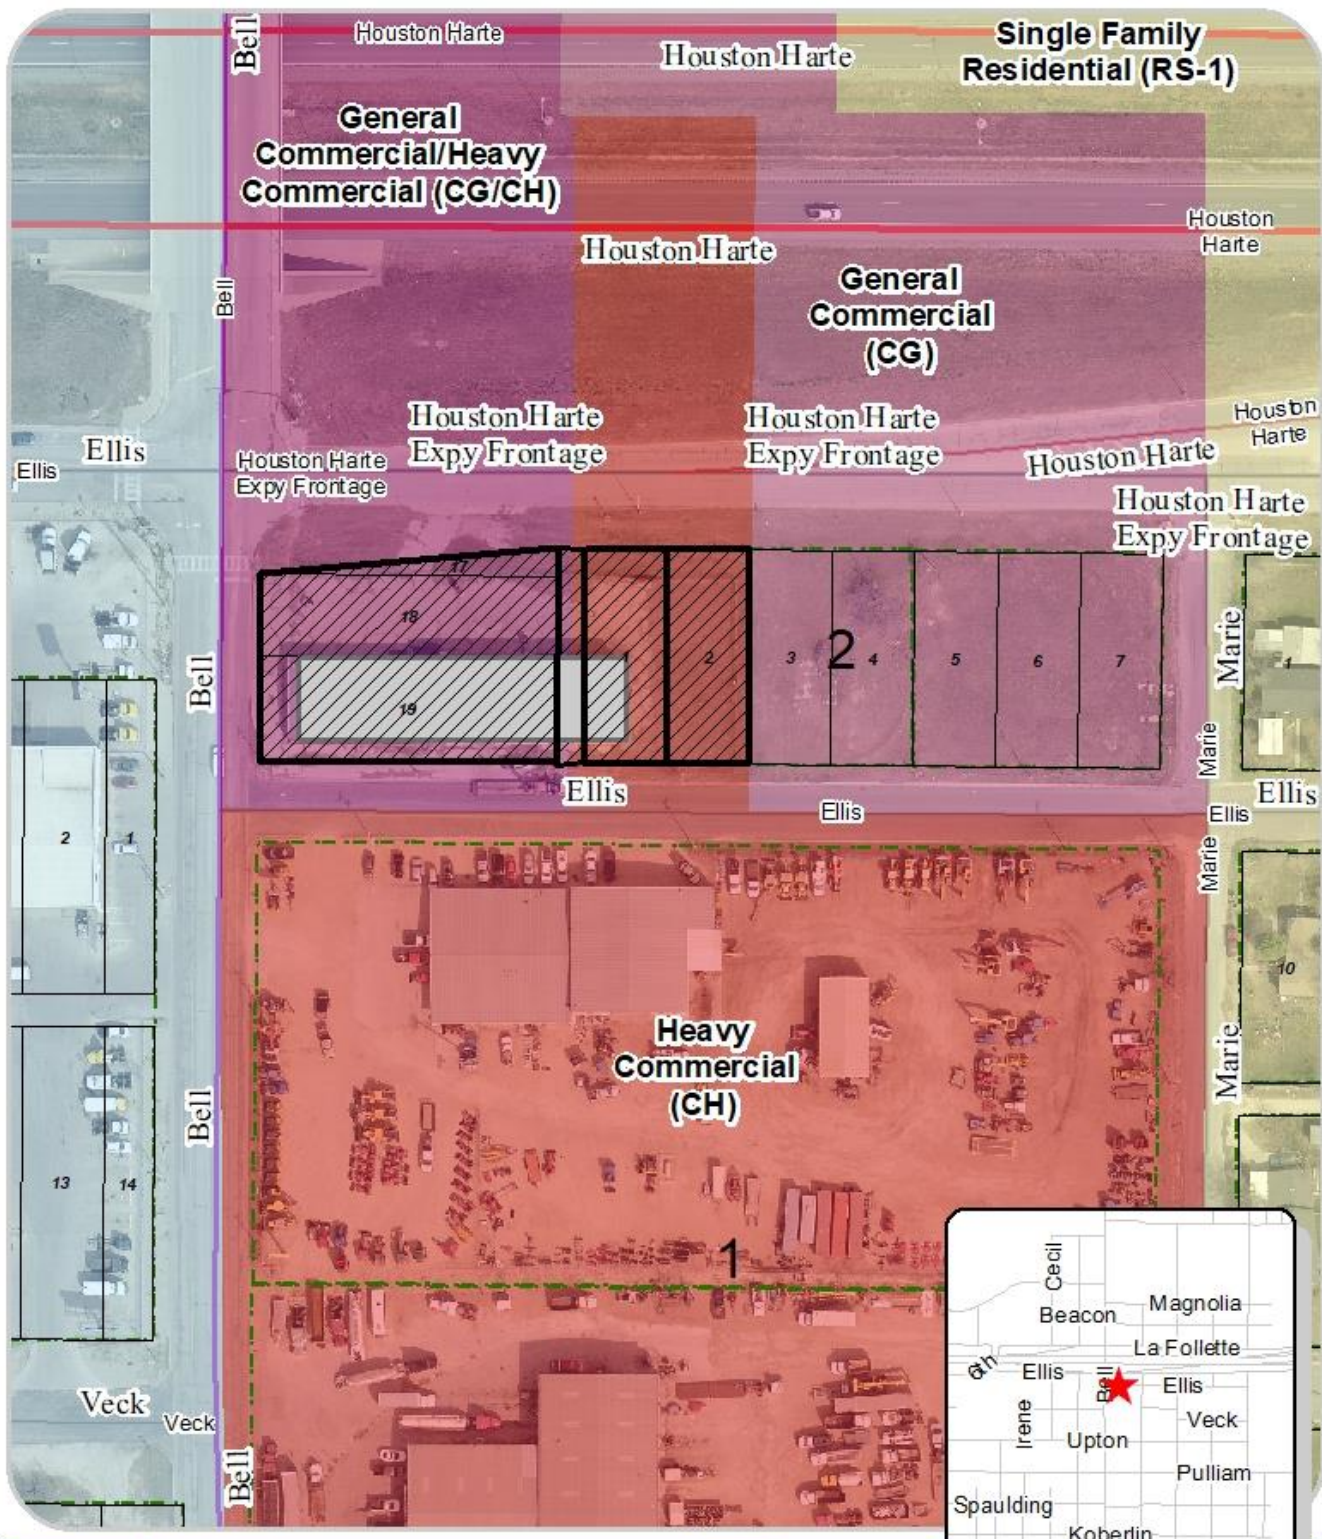 Bell
Houston Harte
Houston Harte
Single Family
Residential (RS-1)
General
Commercial/Heavy
Commercial (CG/CH)
Houston
Harte
Houston Harte
Bell
General
Commercial
(CG)
Houston Harte
Expy Frontage
Houston Harte
Expy Frontage
Houston
Harte
Ellis
Ellis
Houston Harte
Expy Frontage
Houston Harte
Houston Harte
Expy Frontage
17
18
19
2
3
2
4
5
6
7
Marie
1
Bell
Marie
Ellis
Ellis
Ellis
Ellis
2
1
Marie
10
Heavy
Commercial
(CH)
Marie
Bell
13
14
1
Veck
Veck
Bell
Cecil
Beacon
Magnolia
La Follette
6th
Ellis
Bell
Ellis
Irene
Veck
Upton
Pulliam
Spaulding
Koberlin